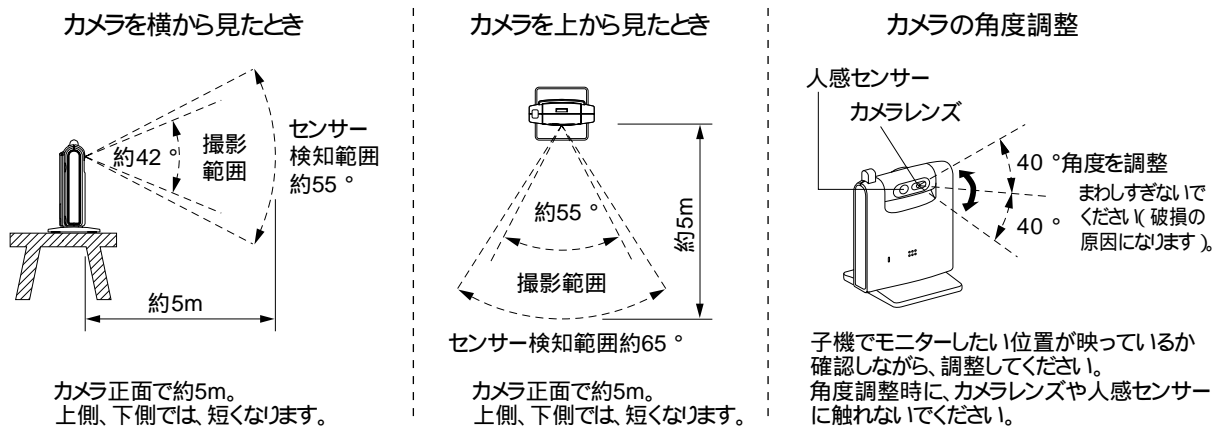 カメラを横から見たとき
約42°
撮影
範囲
センサー
検知範囲
約55°
約5m
カメラ正面で約5m。
上側、下側では、短くなります。
カメラを上から見たとき
約55°
約5m
撮影範囲
センサー検知範囲約65°
カメラ正面で約5m。
上側、下側では、短くなります。
カメラの角度調整
人感センサー
カメラレンズ
40°角度を調整
まわしすぎないで
ください(破損の
原因になります)。
40°
子機でモニターしたい位置が映っているか
確認しながら、調整してください。
角度調整時に、カメラレンズや人感センサー
に触れないでください。